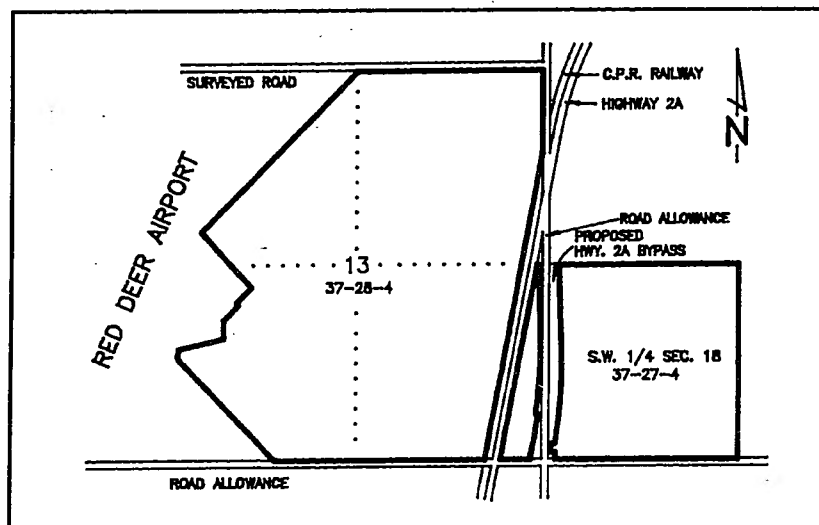 SURVEYED ROAD
C.P.R. RAILWAY
HIGHWAY 2A
N
RED DEER AIRPORT
ROAD ALLOWANCE
PROPOSED
HWY. 2A BYPASS
13
37-28-4
S.W. 1/4 SEC. 18
37-27-4
ROAD ALLOWANCE